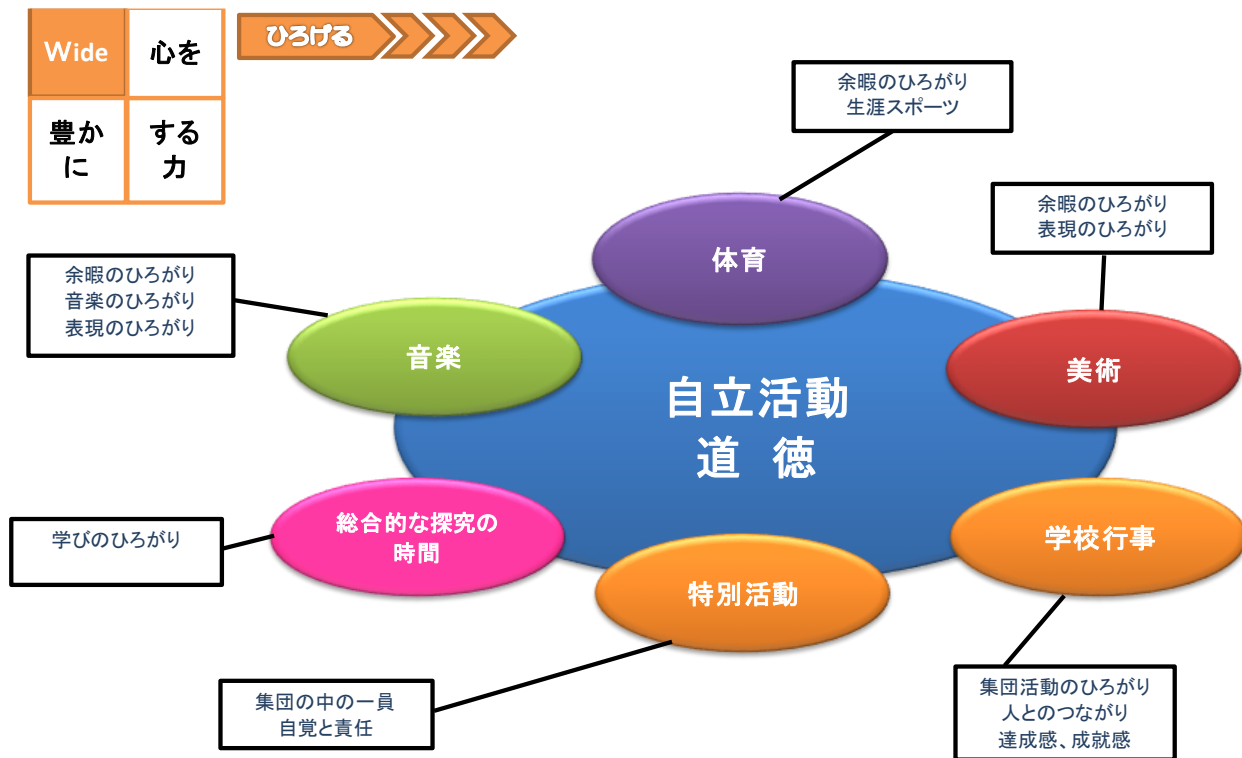 Wide
心を
豊か
に
する
力
ひろげる
余暇のひろがり
生涯スポーツ
余暇のひろがり
表現のひろがり
余暇のひろがり
音楽のひろがり
表現のひろがり
体育
音楽
美術
自立活動
道 徳
学びのひろがり
総合的な探究の
時間
特別活動
学校行事
集団の中の一員
自覚と責任
集団活動のひろがり
人とのつながり
達成感、成就感